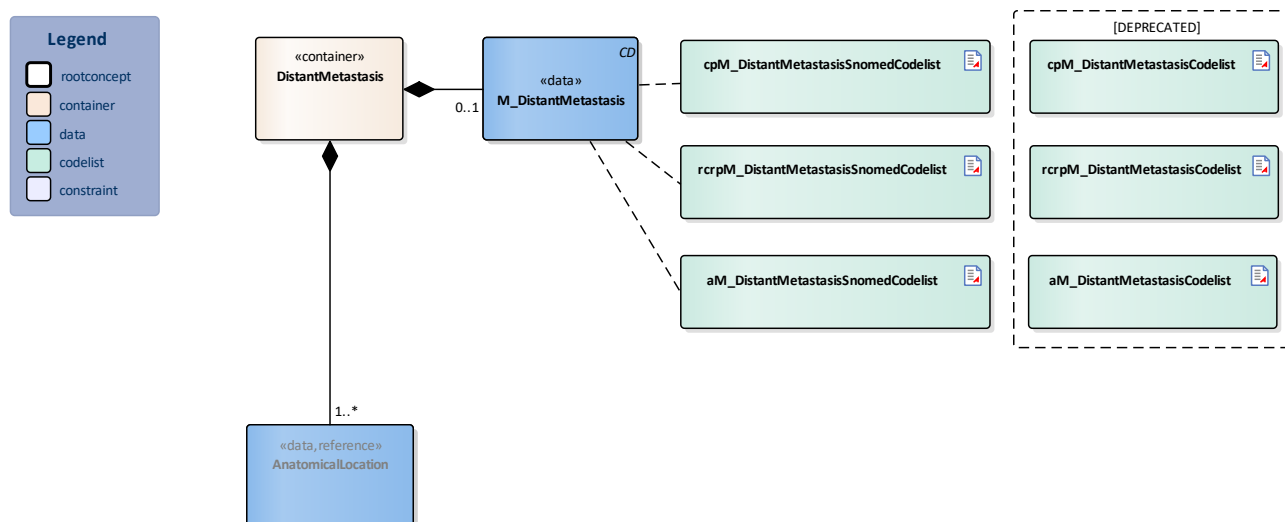 Legend
rootconcept
container
data
codelist
constraint
«container»
DistantMetastasis
0..1
CD
«data»
M_DistantMetastasis
cpM_DistantMetastasisSnomedCodelist
rcrpM_DistantMetastasisSnomedCodelist
aM_DistantMetastasisSnomedCodelist
[DEPRECATED]
cpM_DistantMetastasisCodelist
rcrpM_DistantMetastasisCodelist
aM_DistantMetastasisCodelist
1..*
«data,reference»
AnatomicalLocation